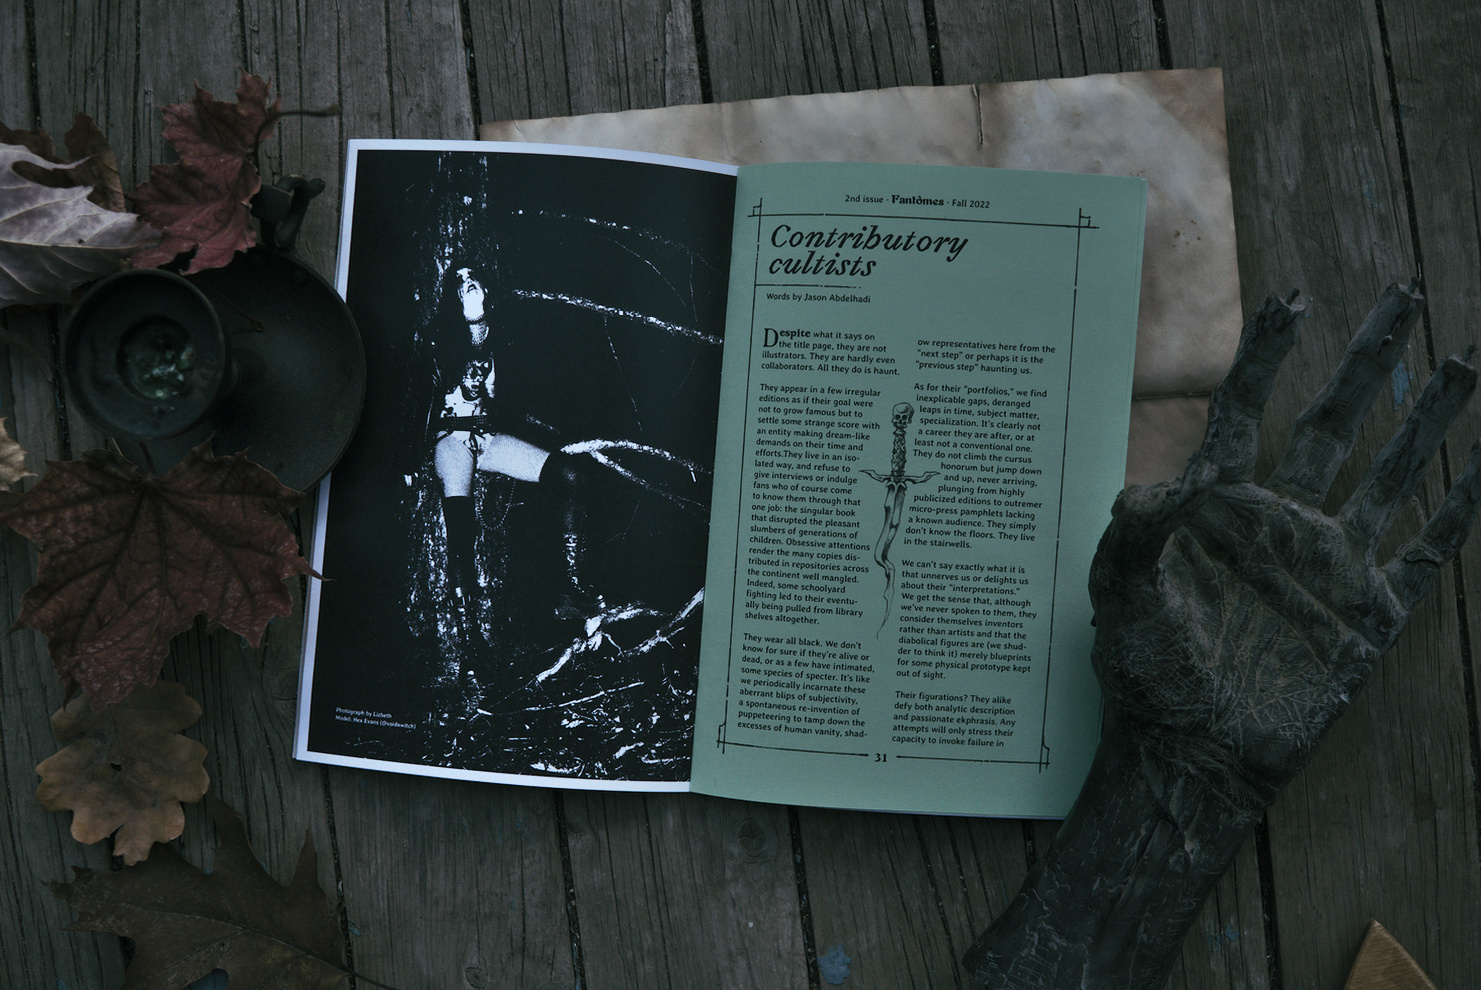 Photograph by Lizbeth
Model: Hex Evans (@voidxwitch)
2nd issue · Fantômes · Fall 2022
Contributory
cultists
Words by Jason Abdelhadi
Despite what it says on
the title page, they are not
illustrators. They are hardly even
collaborators. All they do is haunt.
They appear in a few irregular
editions as if their goal were
not to grow famous but to
settle some strange score with
an entity making dream-like
demands on their time and
efforts.They live in an iso-
lated way, and refuse to
give interviews or indulge
fans who of course come
to know them through that
one job: the singular book
that disrupted the pleasant
slumbers of generations of
children. Obsessive attentions
render the many copies dis-
tributed in repositories across
the continent well mangled.
Indeed, some schoolyard
fighting led to their eventu-
ally being pulled from library
shelves altogether.
They wear all black. We don't
know for sure if they're alive or
dead, or as a few have intimated,
some species of specter. It's like
we periodically incarnate these
aberrant blips of subjectivity,
a spontaneous re-invention of
puppeteering to tamp down the
excesses of human vanity, shad-
ow representatives here from the
"next step" or perhaps it is the
"previous step" haunting us.
As for their "portfolios," we find
inexplicable gaps, deranged
leaps in time, subject matter,
specialization. It's clearly not
a career they are after, or at
least not a conventional one.
They do not climb the cursus
honorum but jump down
and up, never arriving,
plunging from highly
publicized editions to outremer
micro-press pamphlets lacking
a known audience. They simply
don't know the floors. They live
in the stairwells.
We can't say exactly what it is
that unnerves us or delights us
about their "interpretations."
We get the sense that, although
we've never spoken to them, they
consider themselves inventors
rather than artists and that the
diabolical figures are (we shud-
der to think it) merely blueprints
for some physical prototype kept
out of sight.
Their figurations? They alike
defy both analytic description
and passionate ekphrasis. Any
attempts will only stress their
capacity to invoke failure in
31